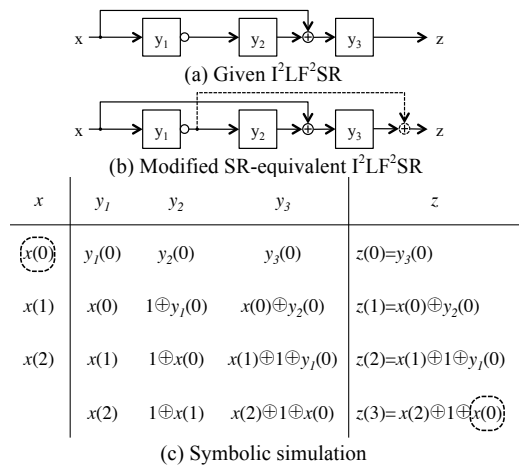 x y₁ y₂ ⊕ y₃ z
(a) Given I²LF²SR
x y₁ y₂ ⊕ y₃ ⊕ z
(b) Modified SR-equivalent I²LF²SR
x y₁ y₂ y₃ z
x(0) y₁(0) y₂(0) y₃(0) z(0)=y₃(0)
x(1) x(0) 1⊕y₁(0) x(0)⊕y₂(0) z(1)=x(0)⊕y₂(0)
x(2) x(1) 1⊕x(0) x(1)⊕1⊕y₁(0) z(2)=x(1)⊕1⊕y₁(0)
x(2) 1⊕x(1) x(2)⊕1⊕x(0) z(3)=x(2)⊕1⊕x(0)
(c) Symbolic simulation